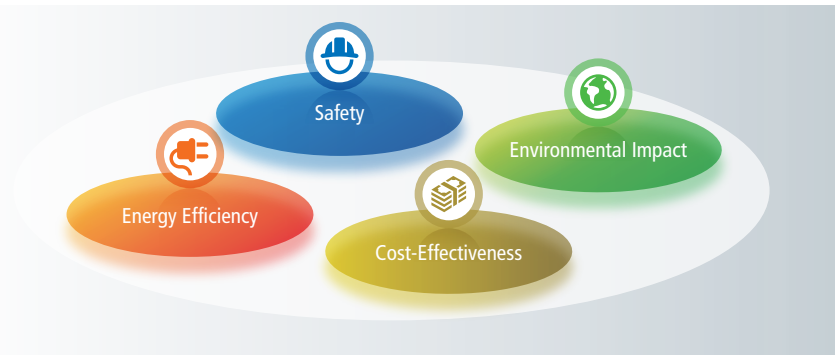 Safety
Environmental Impact
Energy Efficiency
Cost-Effectiveness